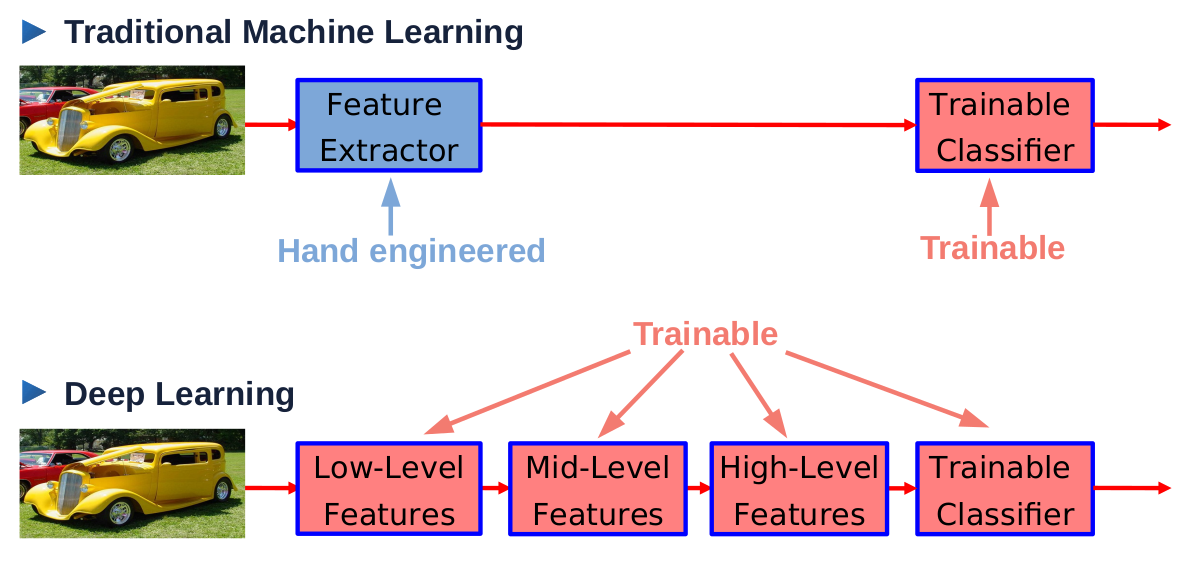 Traditional Machine Learning
Feature
Extractor
Trainable
Classifier
Hand engineered
Trainable
Trainable
Deep Learning
Low-Level
Features
Mid-Level
Features
High-Level
Features
Trainable
Classifier